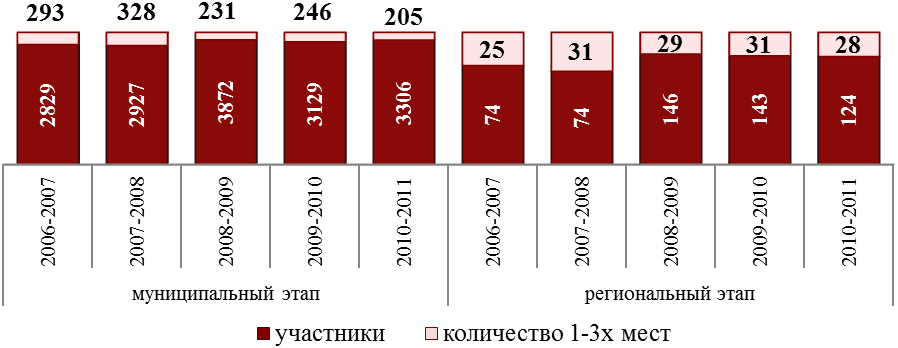 293 328 231 246 205
25 31 29 31 28
2829 2927 3872 3129 3306 74 74 146 143 124
2006-2007 2007-2008 2008-2009 2009-2010 2010-2011 2006-2007 2007-2008 2008-2009 2009-2010 2010-2011
муниципальный этап региональный этап
участники количество 1-3х мест